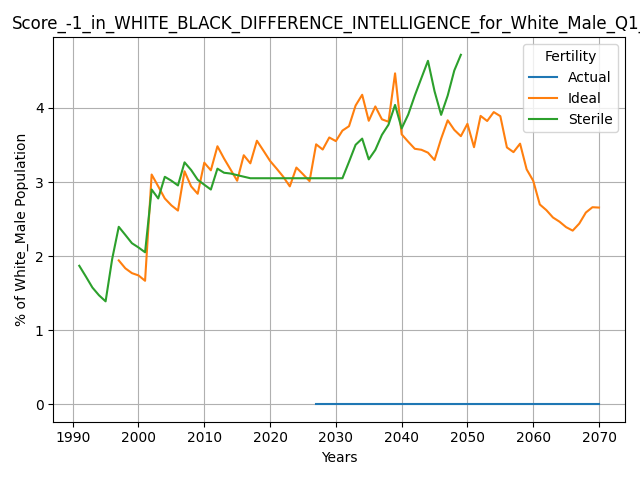 Score_-1_in_WHITE_BLACK_DIFFERENCE_INTELLIGENCE_for_White_Male_Q1_
Fertility
Actual
Ideal
Sterile
% of White_Male Population
4
3
2
1
0
1990 2000 2010 2020 2030 2040 2050 2060 2070
Years